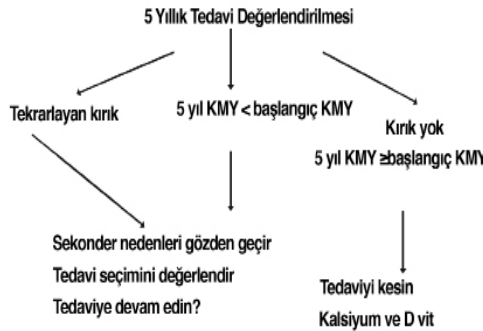 5 Yıllık Tedavi Değerlendirilmesi
Tekrarlayan kırık
5 yıl KMY < başlangıç KMY
Kırık yok
5 yıl KMY ≥başlangıç KMY
Sekonder nedenleri gözden geçir
Tedavi seçimini değerlendir
Tedaviye devam edin?
Tedaviyi kesin
Kalsiyum ve D vit